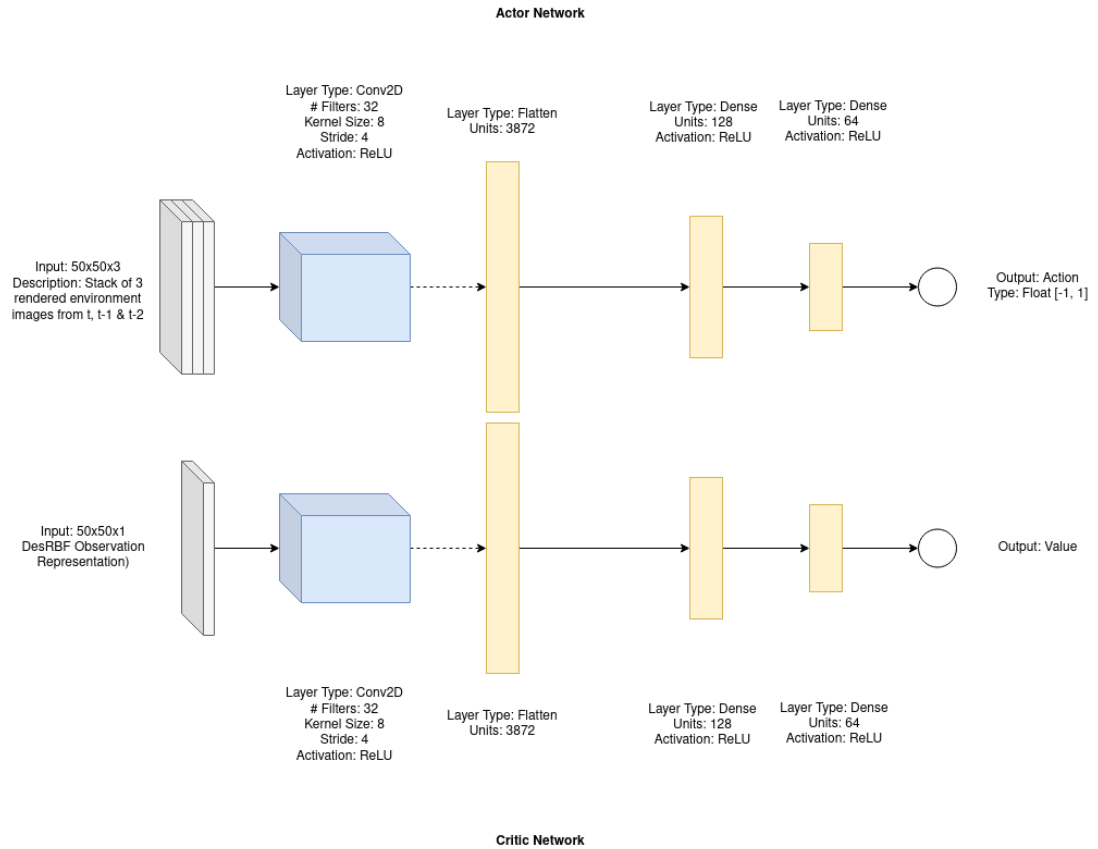 Actor Network
Layer Type: Conv2D
# Filters: 32
Kernel Size: 8
Stride: 4
Activation: ReLU
Layer Type: Flatten
Units: 3872
Layer Type: Dense
Units: 128
Activation: ReLU
Layer Type: Dense
Units: 64
Activation: ReLU
Input: 50x50x3
Description: Stack of 3
rendered environment
images from t, t-1 & t-2
Output: Action
Type: Float [-1, 1]
Input: 50x50x1
DesRBF Observation
Representation)
Output: Value
Layer Type: Conv2D
# Filters: 32
Kernel Size: 8
Stride: 4
Activation: ReLU
Layer Type: Flatten
Units: 3872
Layer Type: Dense
Units: 128
Activation: ReLU
Layer Type: Dense
Units: 64
Activation: ReLU
Critic Network